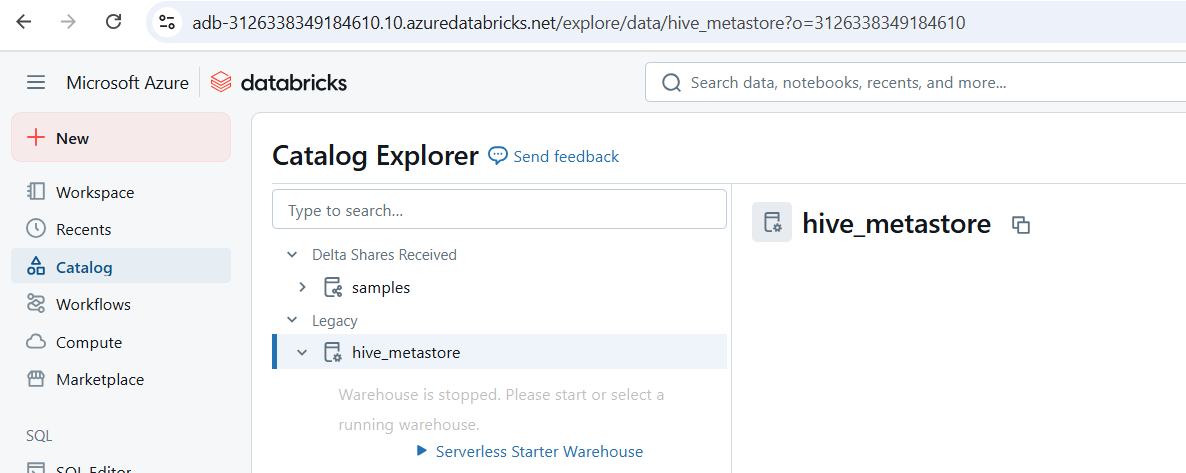 adb-3126338349184610.10.azuredatabricks.net/explore/data/hive_metastore?o=3126338349184610
Microsoft Azure databricks
Search data, notebooks, recents, and more...
New
Workspace
Recents
Catalog
Workflows
Compute
Marketplace
SQL
SQL Editor
Catalog Explorer Send feedback
Type to search...
Delta Shares Received
samples
Legacy
hive_metastore
Warehouse is stopped. Please start or select a
running warehouse.
Serverless Starter Warehouse
hive_metastore